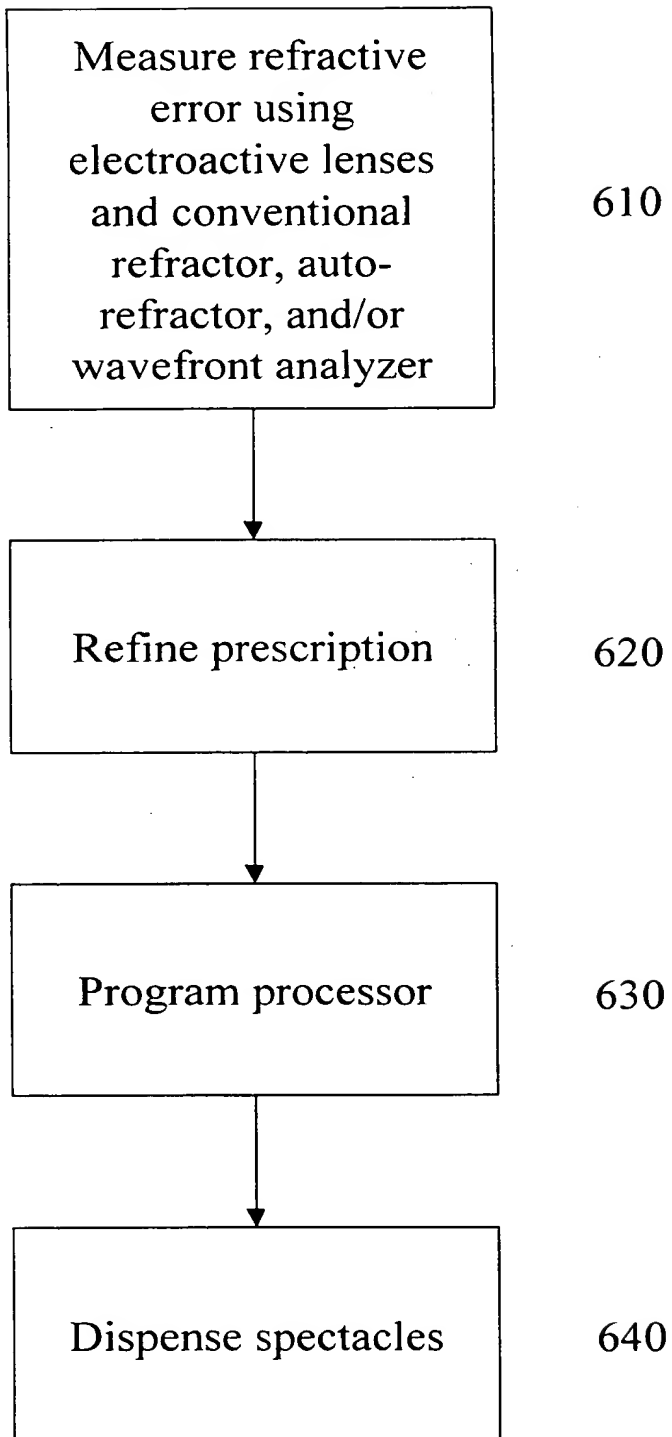 Measure refractive
error using
electroactive lenses
and conventional
refractor, auto-
refractor, and/or
wavefront analyzer
610
Refine prescription
620
Program processor
630
Dispense spectacles
640